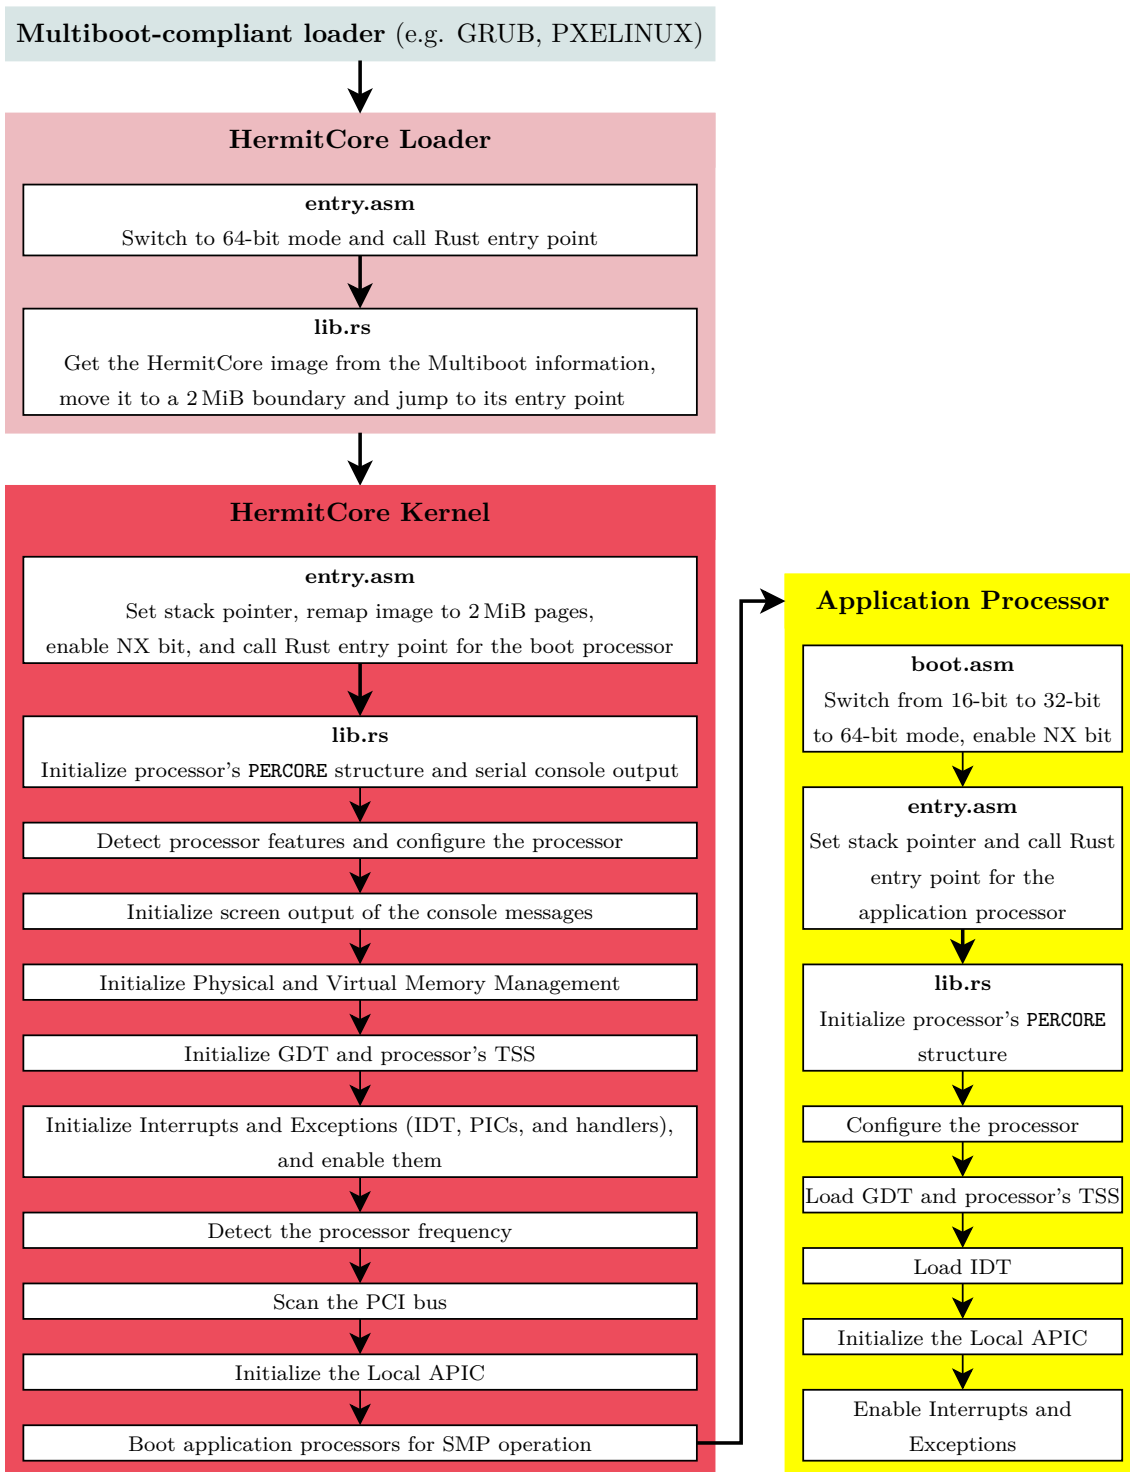 Multiboot-compliant loader (e.g. GRUB, PXELINUX)
HermitCore Loader
entry.asm
Switch to 64-bit mode and call Rust entry point
lib.rs
Get the HermitCore image from the Multiboot information,
move it to a 2 MiB boundary and jump to its entry point
HermitCore Kernel
entry.asm
Set stack pointer, remap image to 2 MiB pages,
enable NX bit, and call Rust entry point for the boot processor
lib.rs
Initialize processor's PERCORE structure and serial console output
Detect processor features and configure the processor
Initialize screen output of the console messages
Initialize Physical and Virtual Memory Management
Initialize GDT and processor's TSS
Initialize Interrupts and Exceptions (IDT, PICs, and handlers),
and enable them
Detect the processor frequency
Scan the PCI bus
Initialize the Local APIC
Boot application processors for SMP operation
Application Processor
boot.asm
Switch from 16-bit to 32-bit
to 64-bit mode, enable NX bit
entry.asm
Set stack pointer and call Rust
entry point for the
application processor
lib.rs
Initialize processor's PERCORE
structure
Configure the processor
Load GDT and processor's TSS
Load IDT
Initialize the Local APIC
Enable Interrupts and
Exceptions